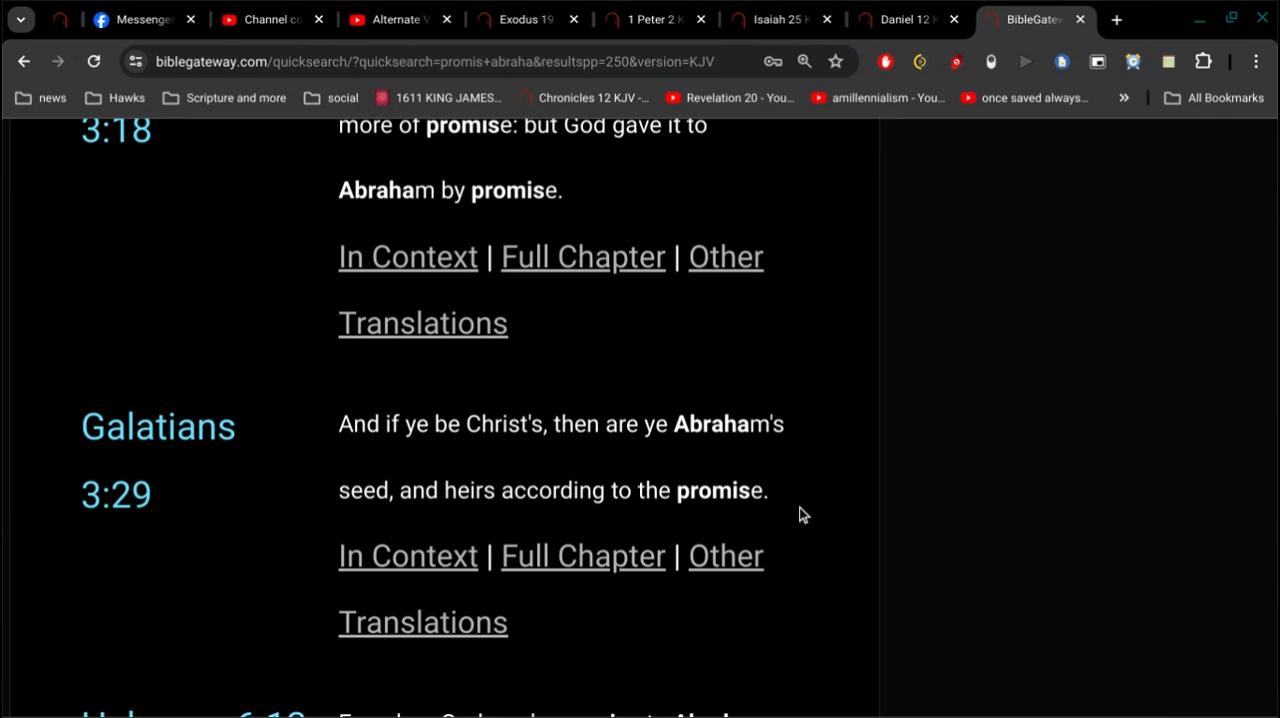 Messenger
Channel co
Alternate V
Exodus 19
1 Peter 2 K
Isaiah 25 K
Daniel 12 K
BibleGatew
biblegateway.com/quicksearch/?quicksearch=promis+abraha&resultspp=250&version=KJV
news
Hawks
Scripture and more
social
1611 KING JAMES...
Chronicles 12 KJV -...
Revelation 20 - You...
amillennialism - You...
once saved always...
»
All Bookmarks
3:18
more of promise: but God gave it to
Abraham by promise.
In Context | Full Chapter | Other
Translations
Galatians
3:29
And if ye be Christ's, then are ye Abraham's
seed, and heirs according to the promise.
In Context | Full Chapter | Other
Translations